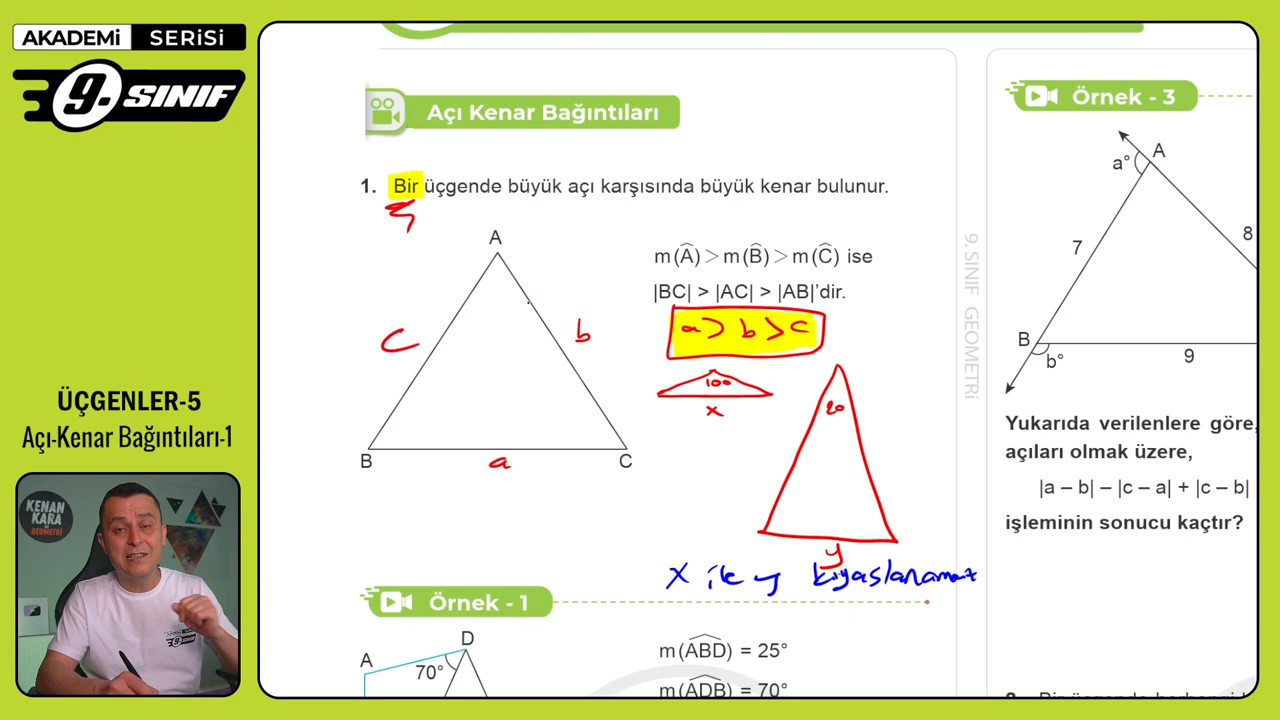 AKADEMİ SERİSİ
9. SINIF
ÜÇGENLER-5
Açı-Kenar Bağıntıları-1
KENAN
KARA
GEOMETRİ
Açı Kenar Bağıntıları
1. Bir üçgende büyük açı karşısında büyük kenar bulunur.
A
c
b
B
a
C
m(A) > m(B) > m(C) ise
|BC| > |AC| > |AB|'dir.
a > b > c
100
x
20
y
x ile y kıyaslanamaz
Örnek - 1
A
D
70°
m(ABD) = 25°
m(ADB) = 70°
9. SINIF GEOMETRİ
Örnek - 3
a°
A
7
8
B
b°
9
Yukarıda verilenlere göre,
açıları olmak üzere,
|a – b| – |c – a| + |c – b|
işleminin sonucu kaçtır?